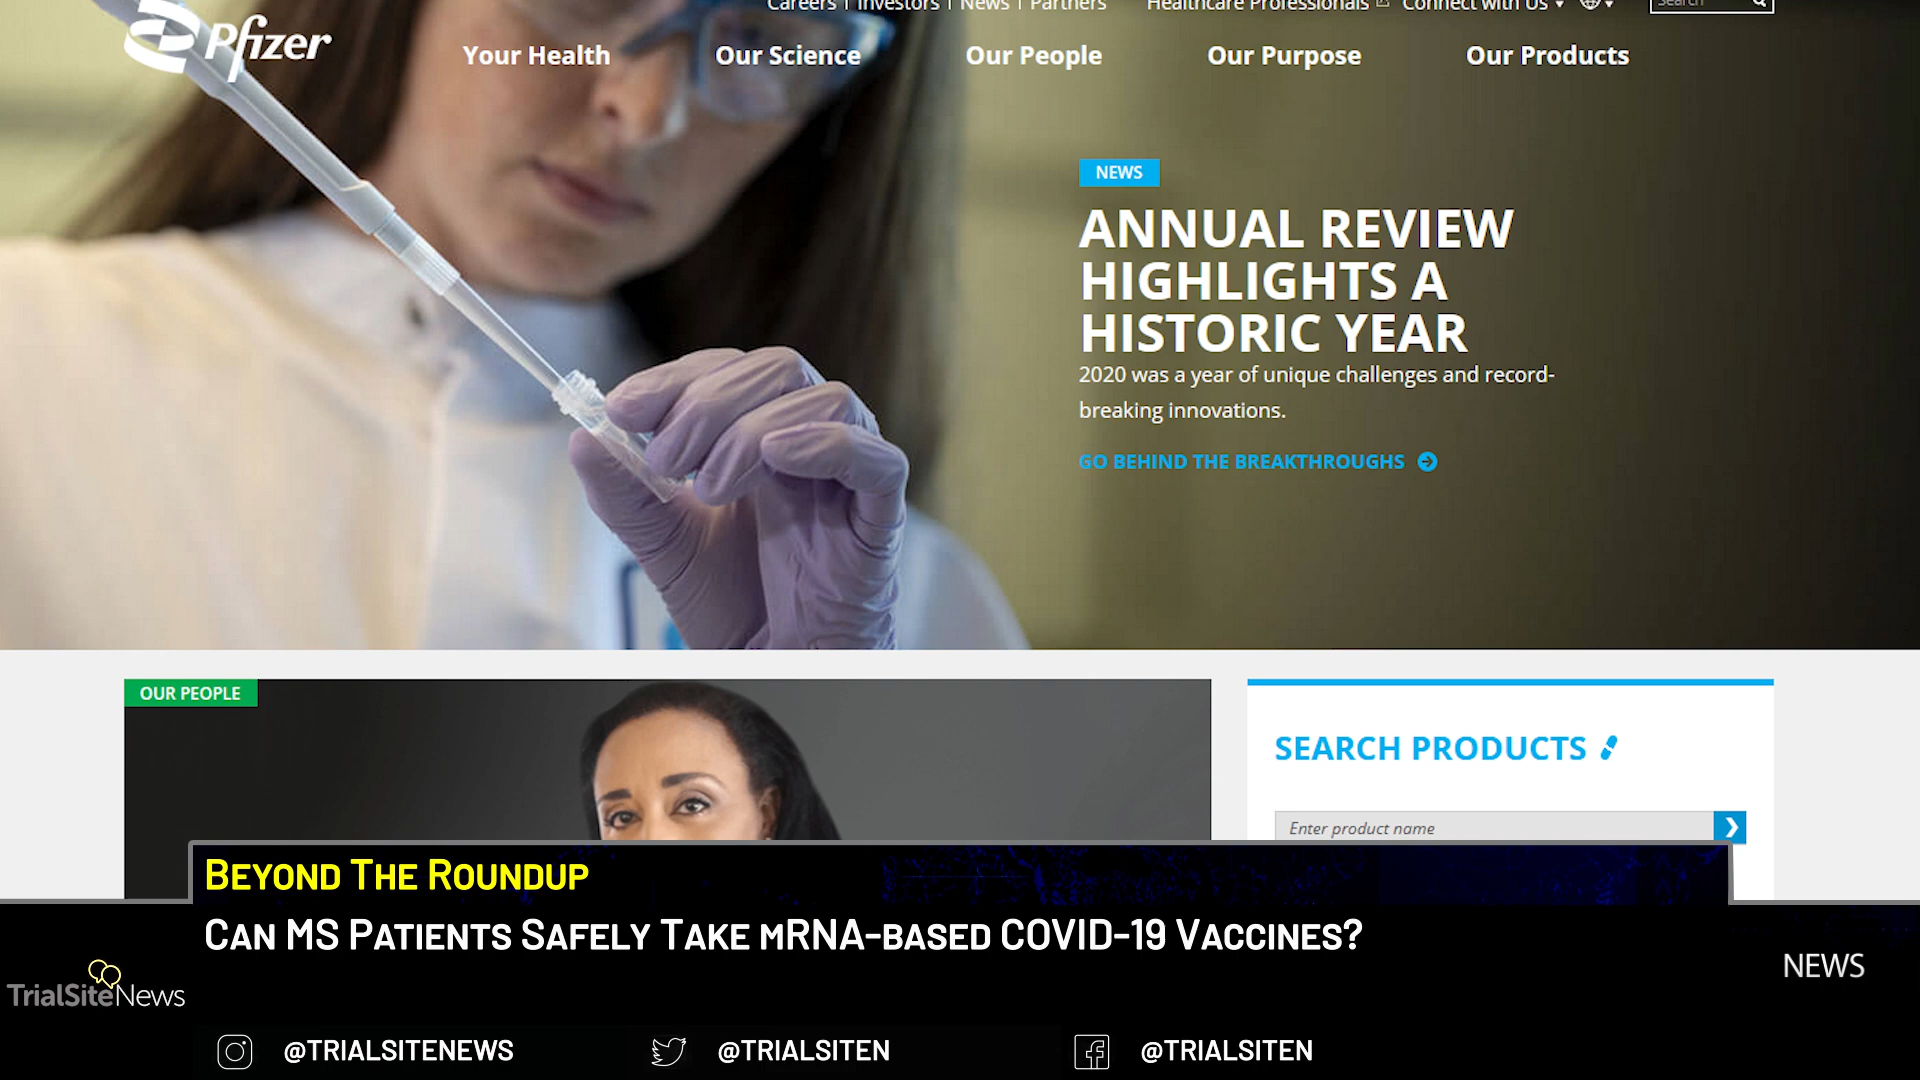 Careers | Investors | News | Partners
Healthcare Professionals
Connect with Us
Search
Pfizer
Your Health
Our Science
Our People
Our Purpose
Our Products
NEWS
ANNUAL REVIEW
HIGHLIGHTS A
HISTORIC YEAR
2020 was a year of unique challenges and record-
breaking innovations.
GO BEHIND THE BREAKTHROUGHS
OUR PEOPLE
SEARCH PRODUCTS
Enter product name
BEYOND THE ROUNDUP
CAN MS PATIENTS SAFELY TAKE MRNA-BASED COVID-19 VACCINES?
TrialSiteNews
NEWS
@TRIALSITENEWS
@TRIALSITEN
@TRIALSITEN